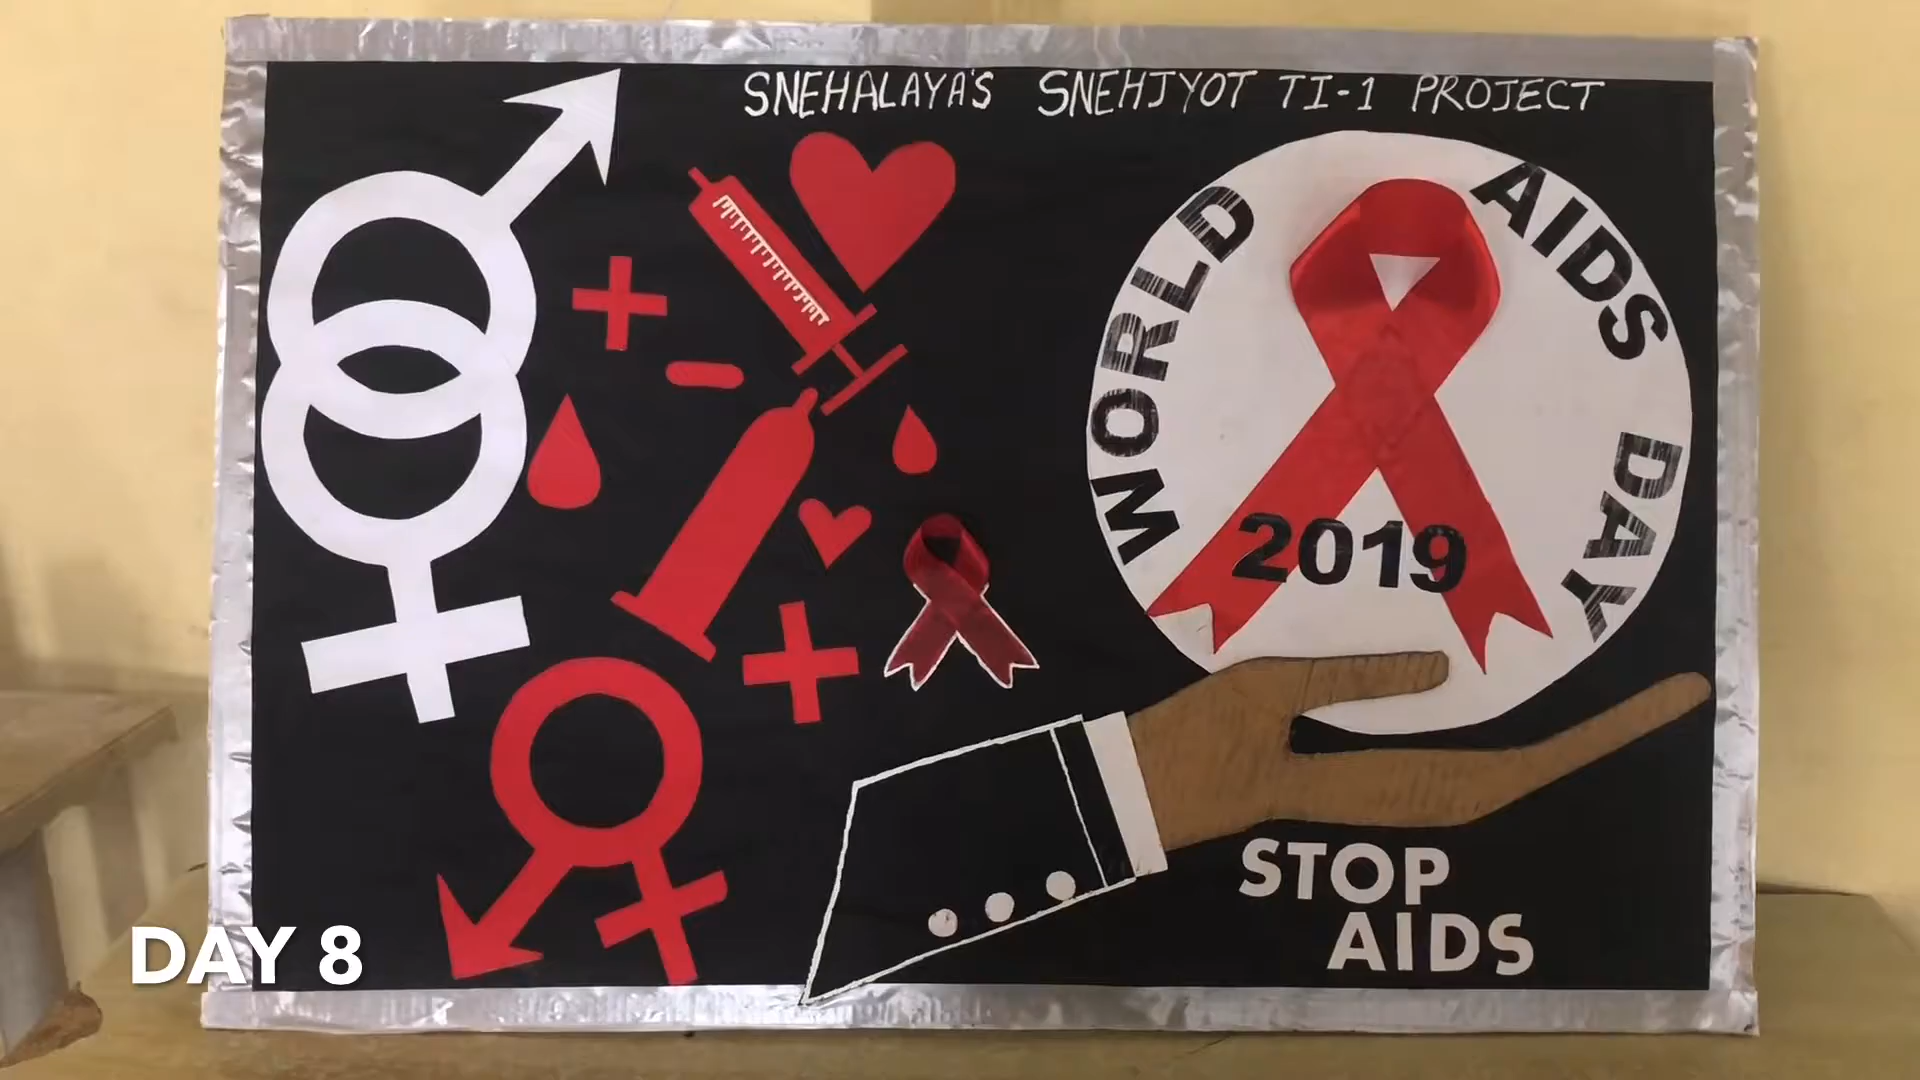 SNEHALAYA'S SNEHJYOT TI-1 PROJECT
WORLD AIDS DAY
2019
STOP
AIDS
DAY 8